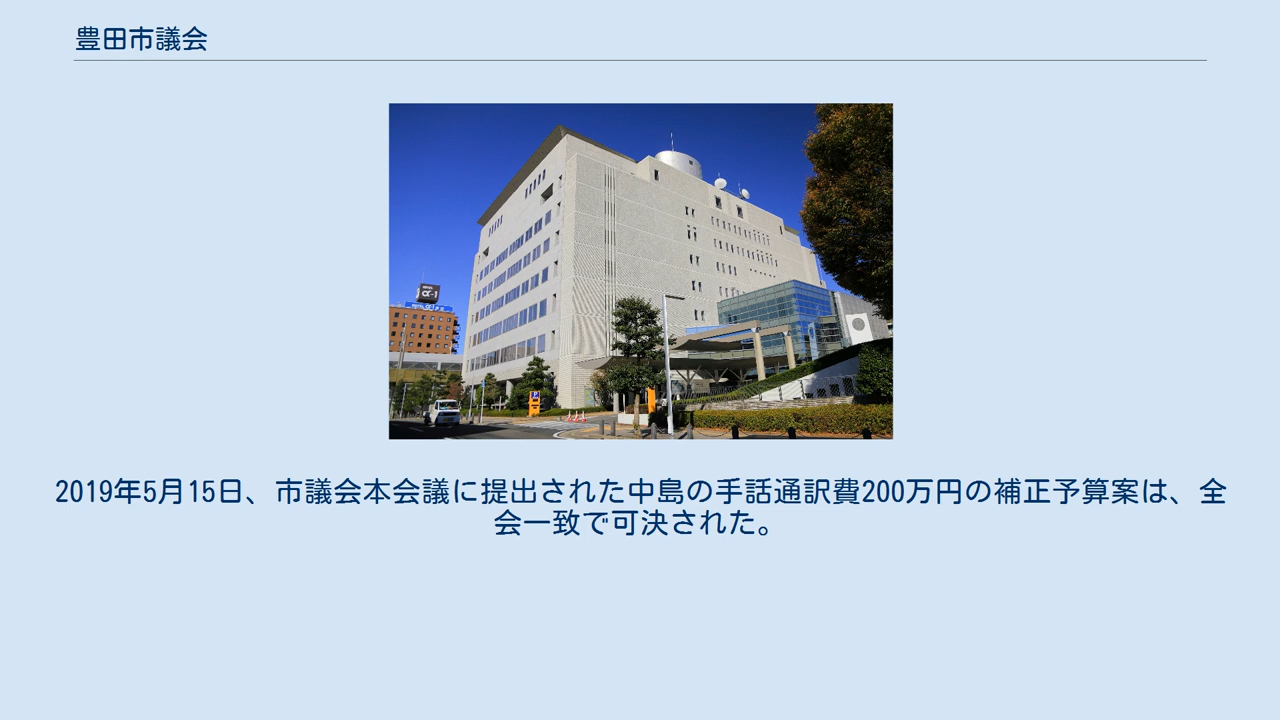 豊田市議会
2019年5月15日、市議会本会議に提出された中島の手話通訳費200万円の補正予算案は、全
会一致で可決された。